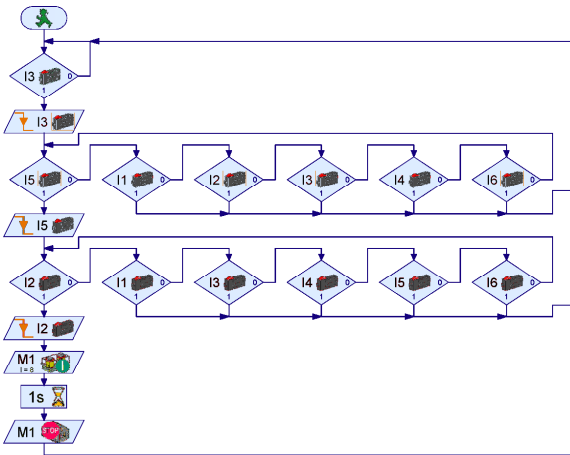 I3 0
1
I3
I5 0 I1 0 I2 0 I3 0 I4 0 I6 0
1 1 1 1 1 1
I5
I2 0 I1 0 I3 0 I4 0 I5 0 I6 0
1 1 1 1 1 1
I2
M1
I = 8
1s
M1 STOP